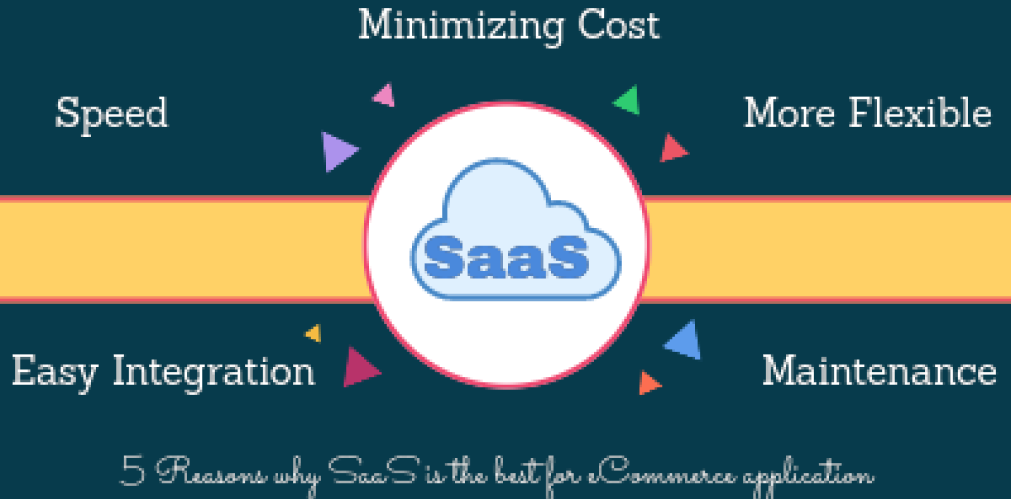 Minimizing Cost
Speed
More Flexible
SaaS
Easy Integration
Maintenance
5 Reasons why SaaS is the best for eCommerce application